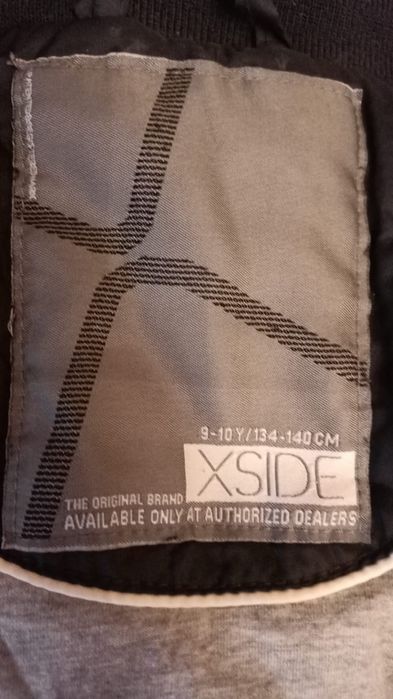 9-10 Y/134-140 CM
XSIDE
THE ORIGINAL BRAND
AVAILABLE ONLY AT AUTHORIZED DEALERS